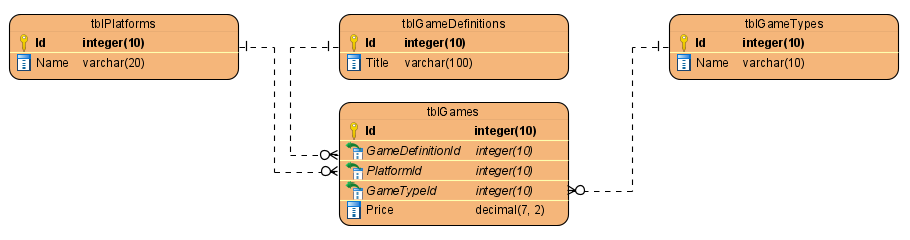 tblPlatforms
Id integer(10)
Name varchar(20)
tblGameDefinitions
Id integer(10)
Title varchar(100)
tblGameTypes
Id integer(10)
Name varchar(10)
tblGames
Id integer(10)
GameDefinitionId integer(10)
PlatformId integer(10)
GameTypeId integer(10)
Price decimal(7, 2)